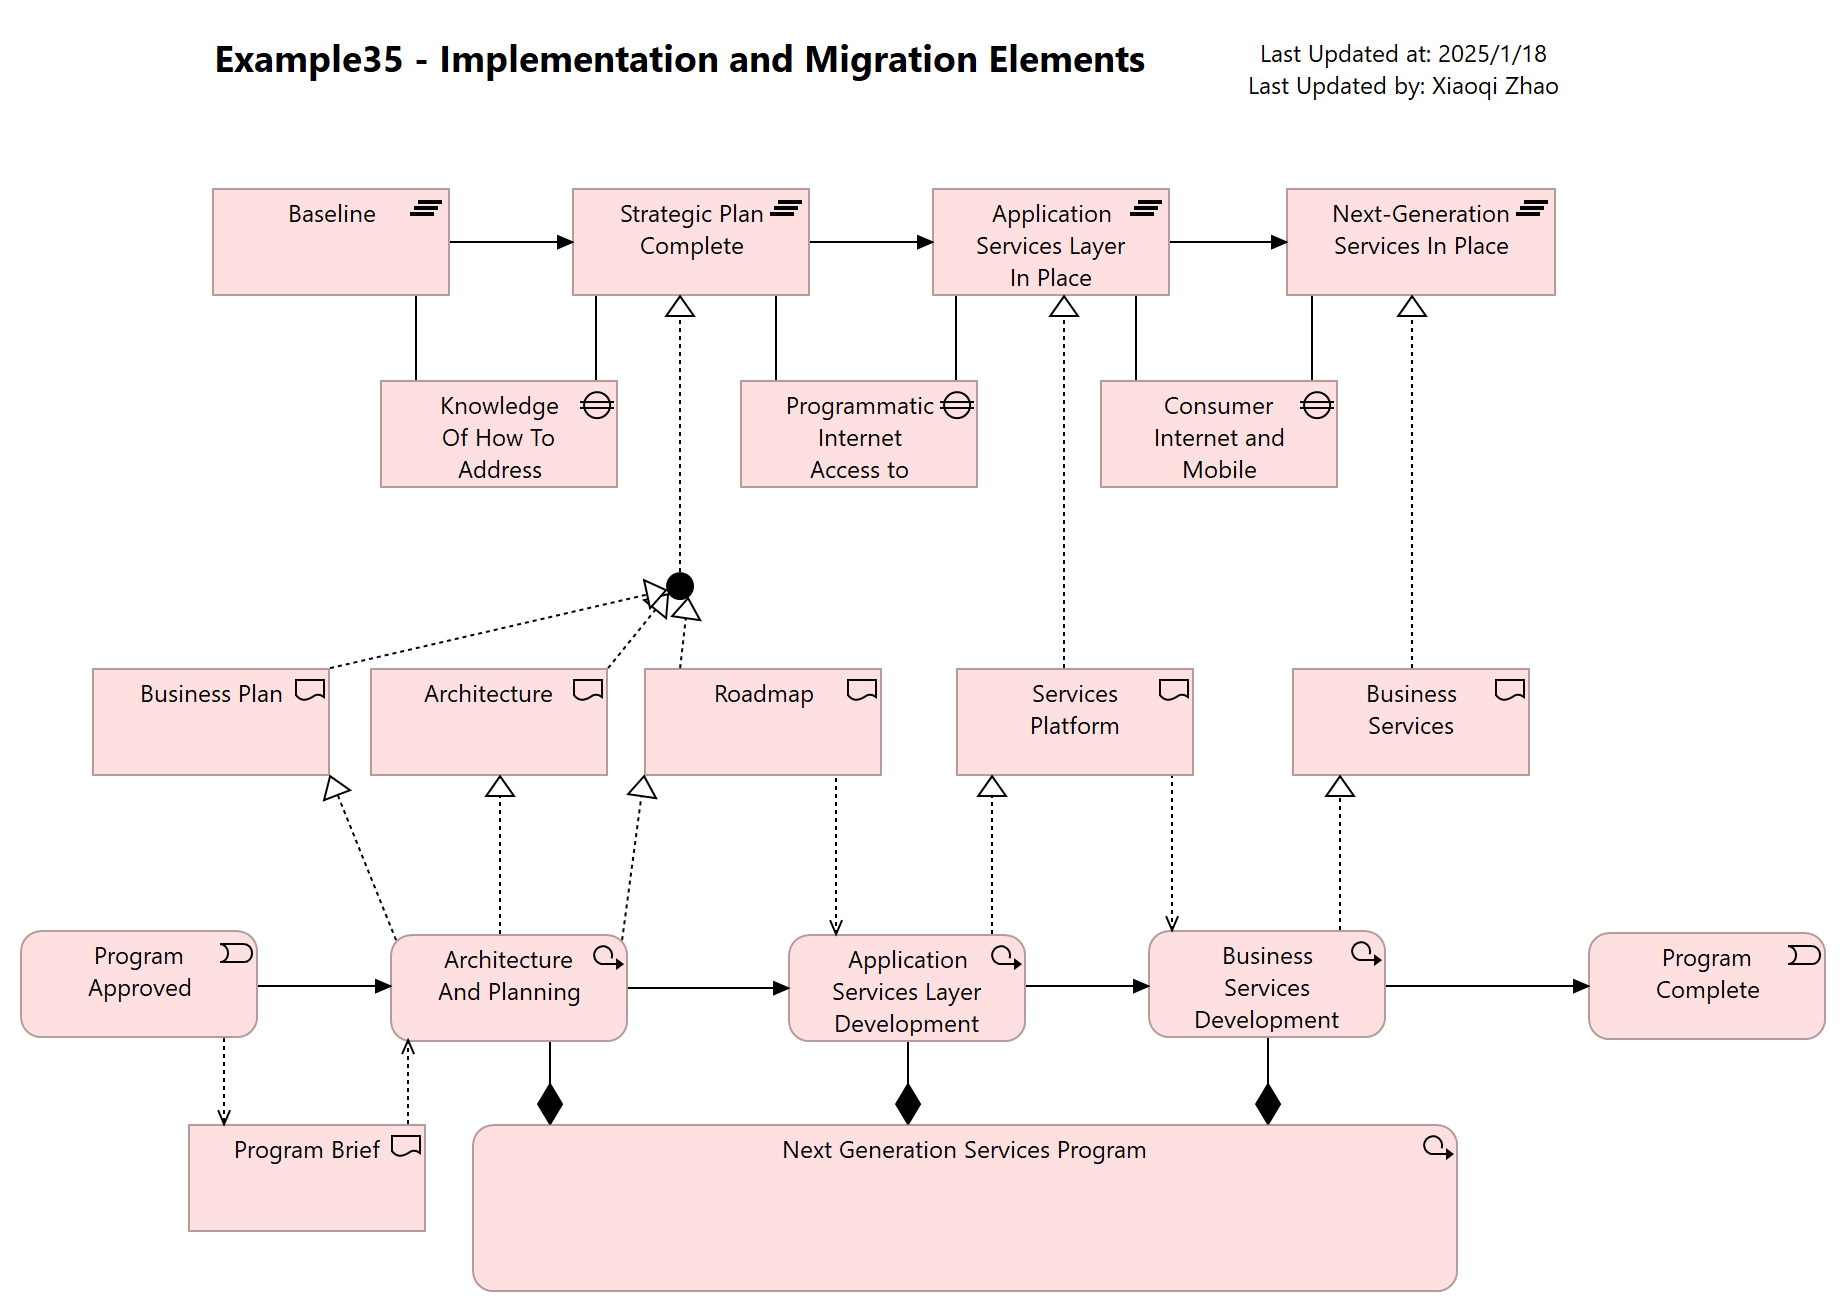 Example35 - Implementation and Migration Elements
Last Updated at: 2025/1/18
Last Updated by: Xiaoqi Zhao
Baseline
Strategic Plan
Complete
Application
Services Layer
In Place
Next-Generation
Services In Place
Knowledge
Of How To
Address
Programmatic
Internet
Access to
Consumer
Internet and
Mobile
Business Plan
Architecture
Roadmap
Services
Platform
Business
Services
Program
Approved
Architecture
And Planning
Application
Services Layer
Development
Business
Services
Development
Program
Complete
Program Brief
Next Generation Services Program